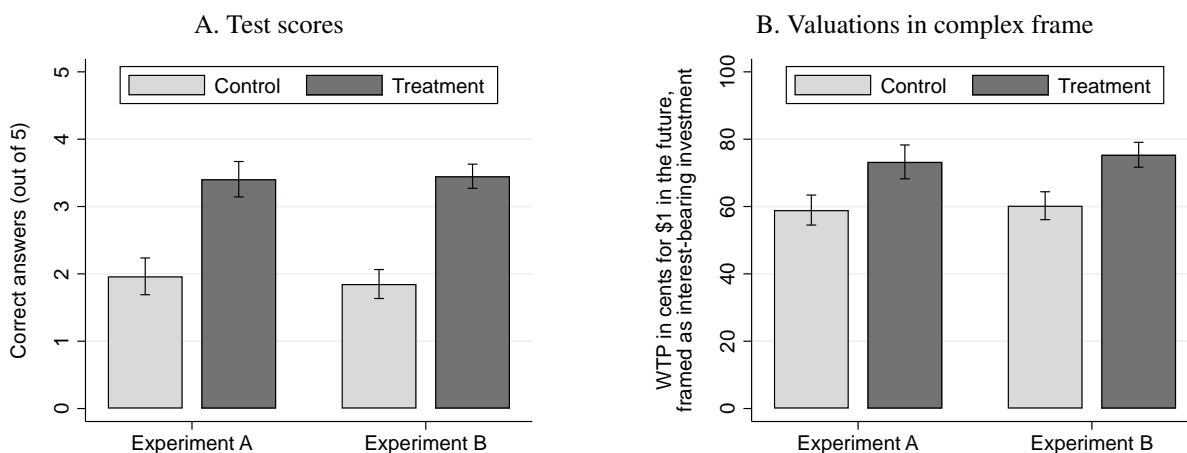 A. Test scores
Correct answers (out of 5)
5
4
3
2
1
0
Control
Treatment
Experiment A
Experiment B
B. Valuations in complex frame
WTP in cents for $1 in the future,
framed as interest-bearing investment
100
80
60
40
20
0
Control
Treatment
Experiment A
Experiment B